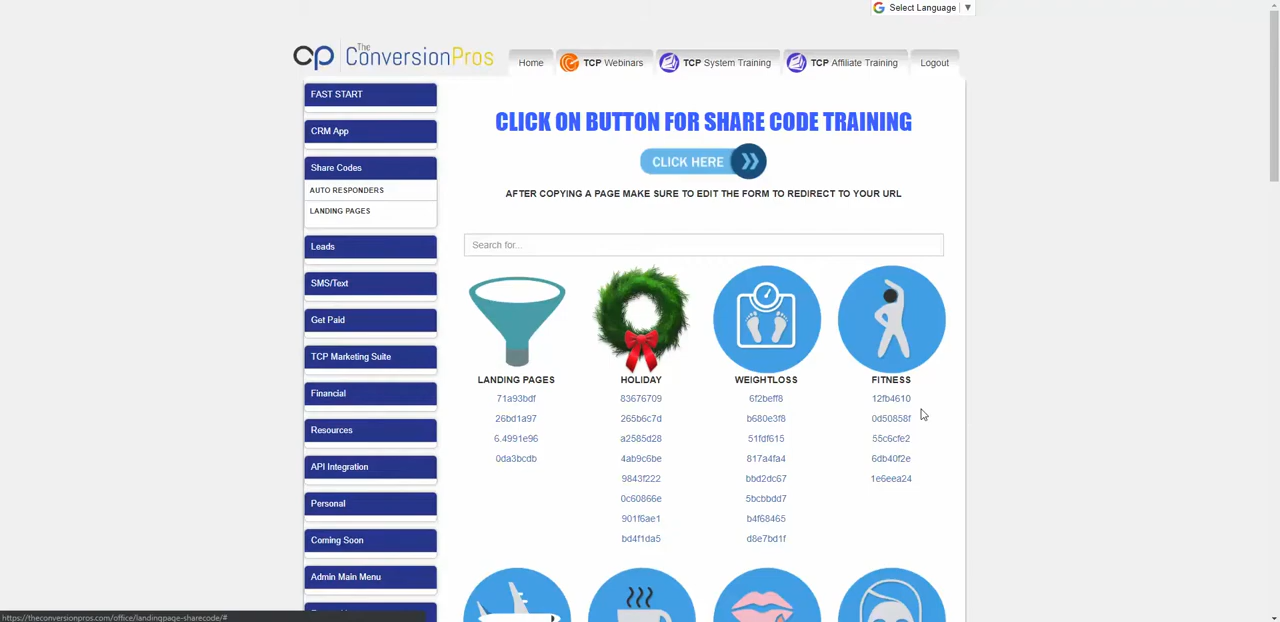 Select Language ▼
The
ConversionPros
Home
TCP Webinars
TCP System Training
TCP Affiliate Training
Logout
FAST START
CRM App
Share Codes
AUTO RESPONDERS
LANDING PAGES
Leads
SMS/Text
Get Paid
TCP Marketing Suite
Financial
Resources
API Integration
Personal
Coming Soon
Admin Main Menu
CLICK ON BUTTON FOR SHARE CODE TRAINING
CLICK HERE
AFTER COPYING A PAGE MAKE SURE TO EDIT THE FORM TO REDIRECT TO YOUR URL
Search for...
LANDING PAGES
71a93bdf
26bd1a97
6.4991e96
0da3bcdb
HOLIDAY
83676709
265b6c7d
a2585d28
4ab9c6be
9843f222
0c60866e
901f6ae1
bd4f1da5
WEIGHTLOSS
6f2beff8
b680e3f8
51fdf615
817a4fa4
bbd2dc67
5bcbbdd7
b4f68465
d8e7bd1f
FITNESS
12fb4610
0d50858f
55c6cfe2
6db40f2e
1e6eea24
https://theconversionpros.com/office/landingpage-sharecode/#